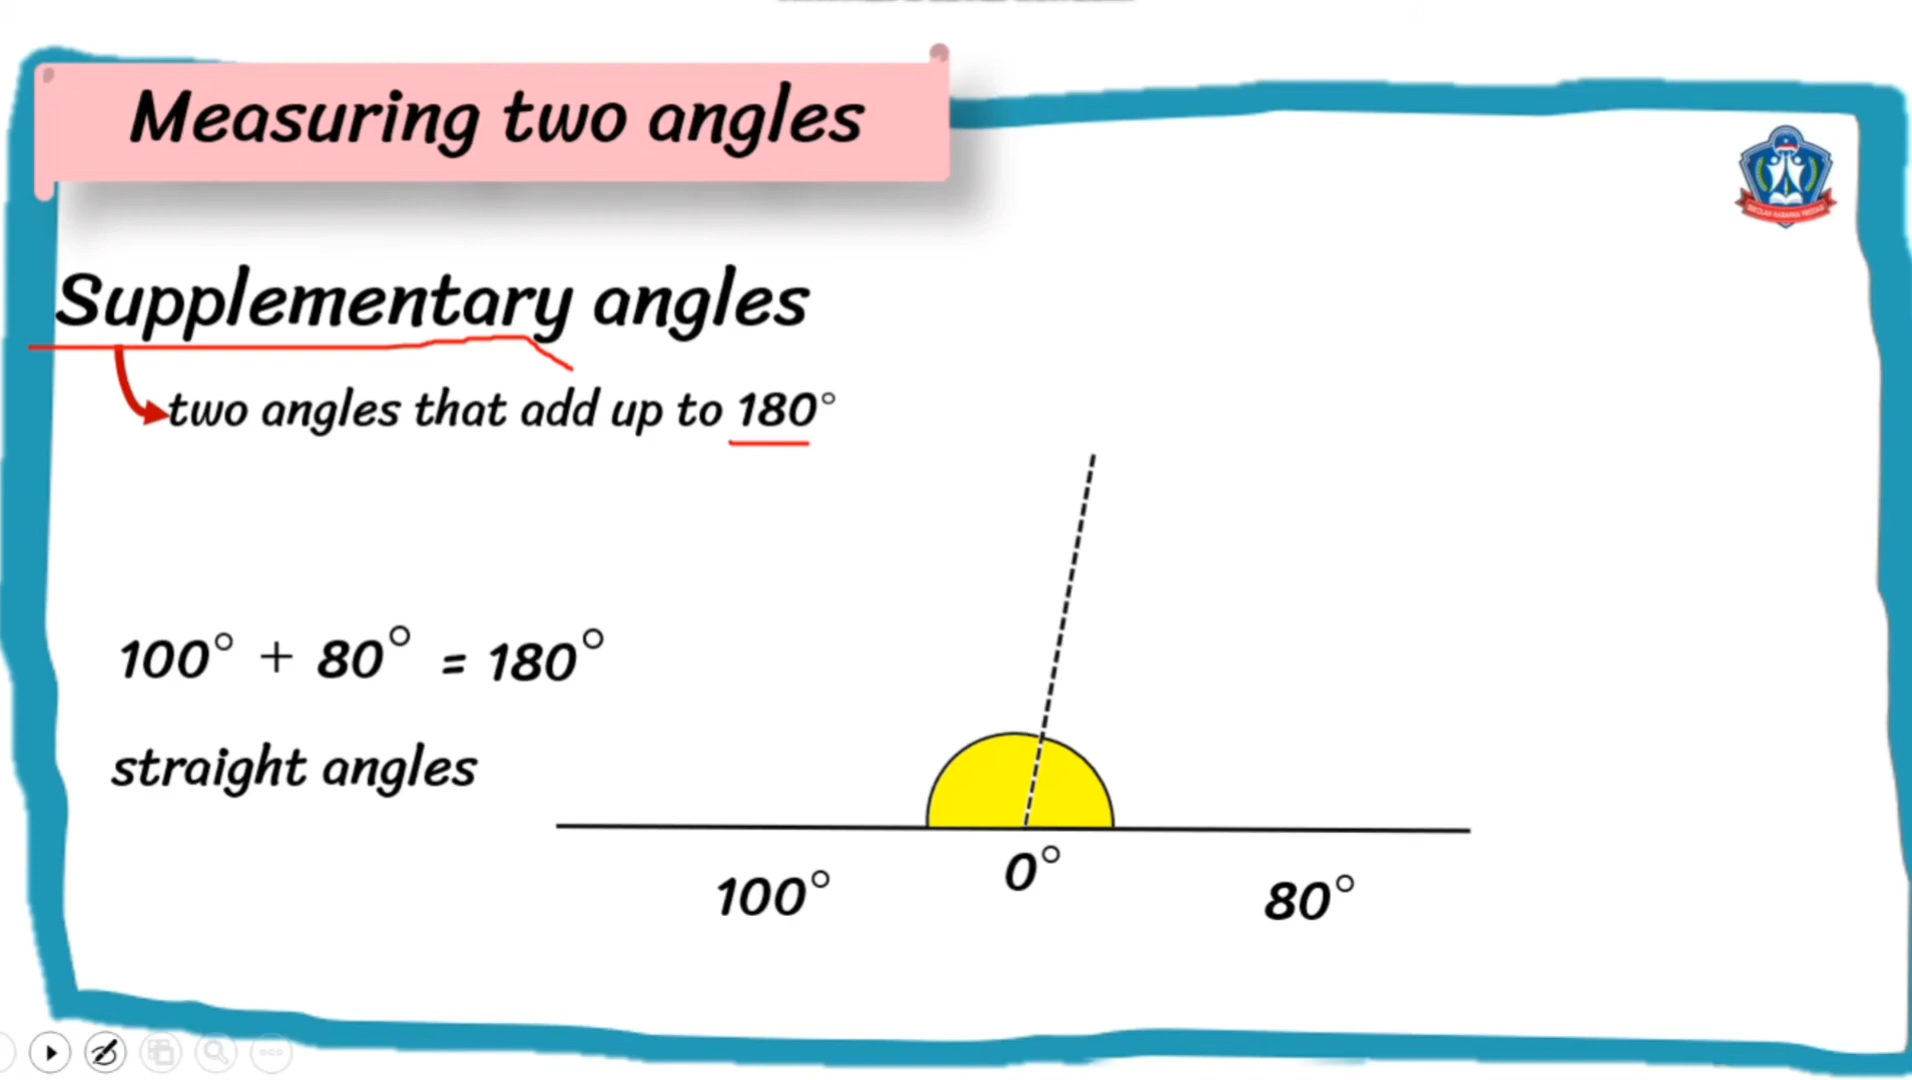 Measuring two angles
Supplementary angles
two angles that add up to 180°
100° + 80° = 180°
straight angles
100°
0°
80°